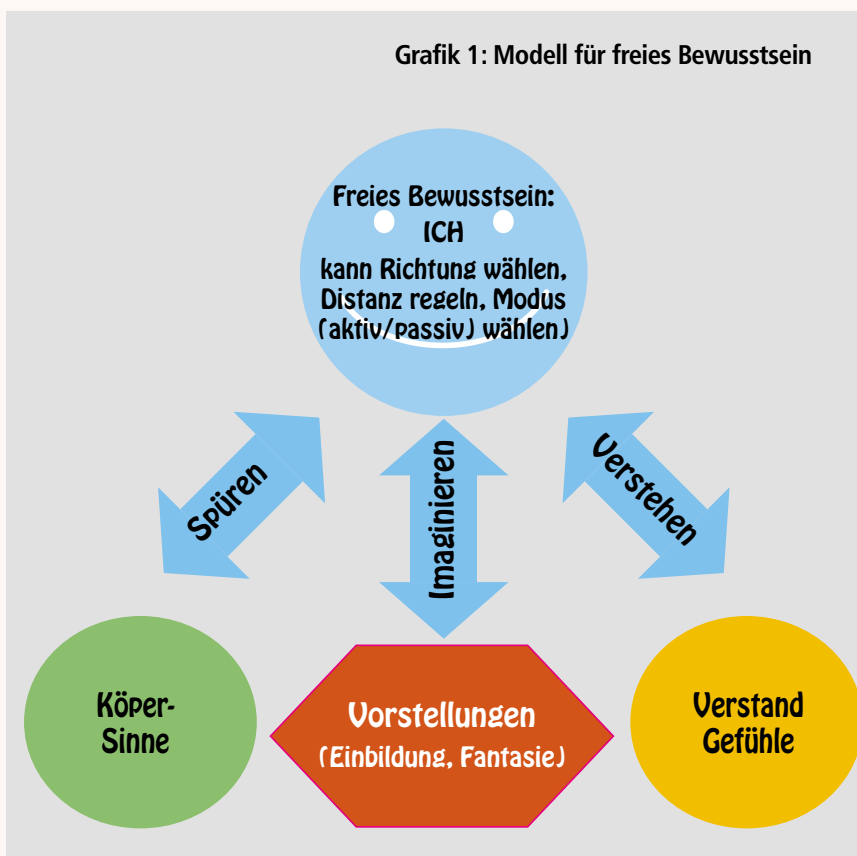 Grafik 1: Modell für freies Bewusstsein
Freies Bewusstsein:
ICH
kann Richtung wählen,
Distanz regeln, Modus
(aktiv/passiv) wählen)
Spüren
Imaginieren
Verstehen
Köper-
Sinne
Vorstellungen
(Einbildung, Fantasie)
Verstand
Gefühle